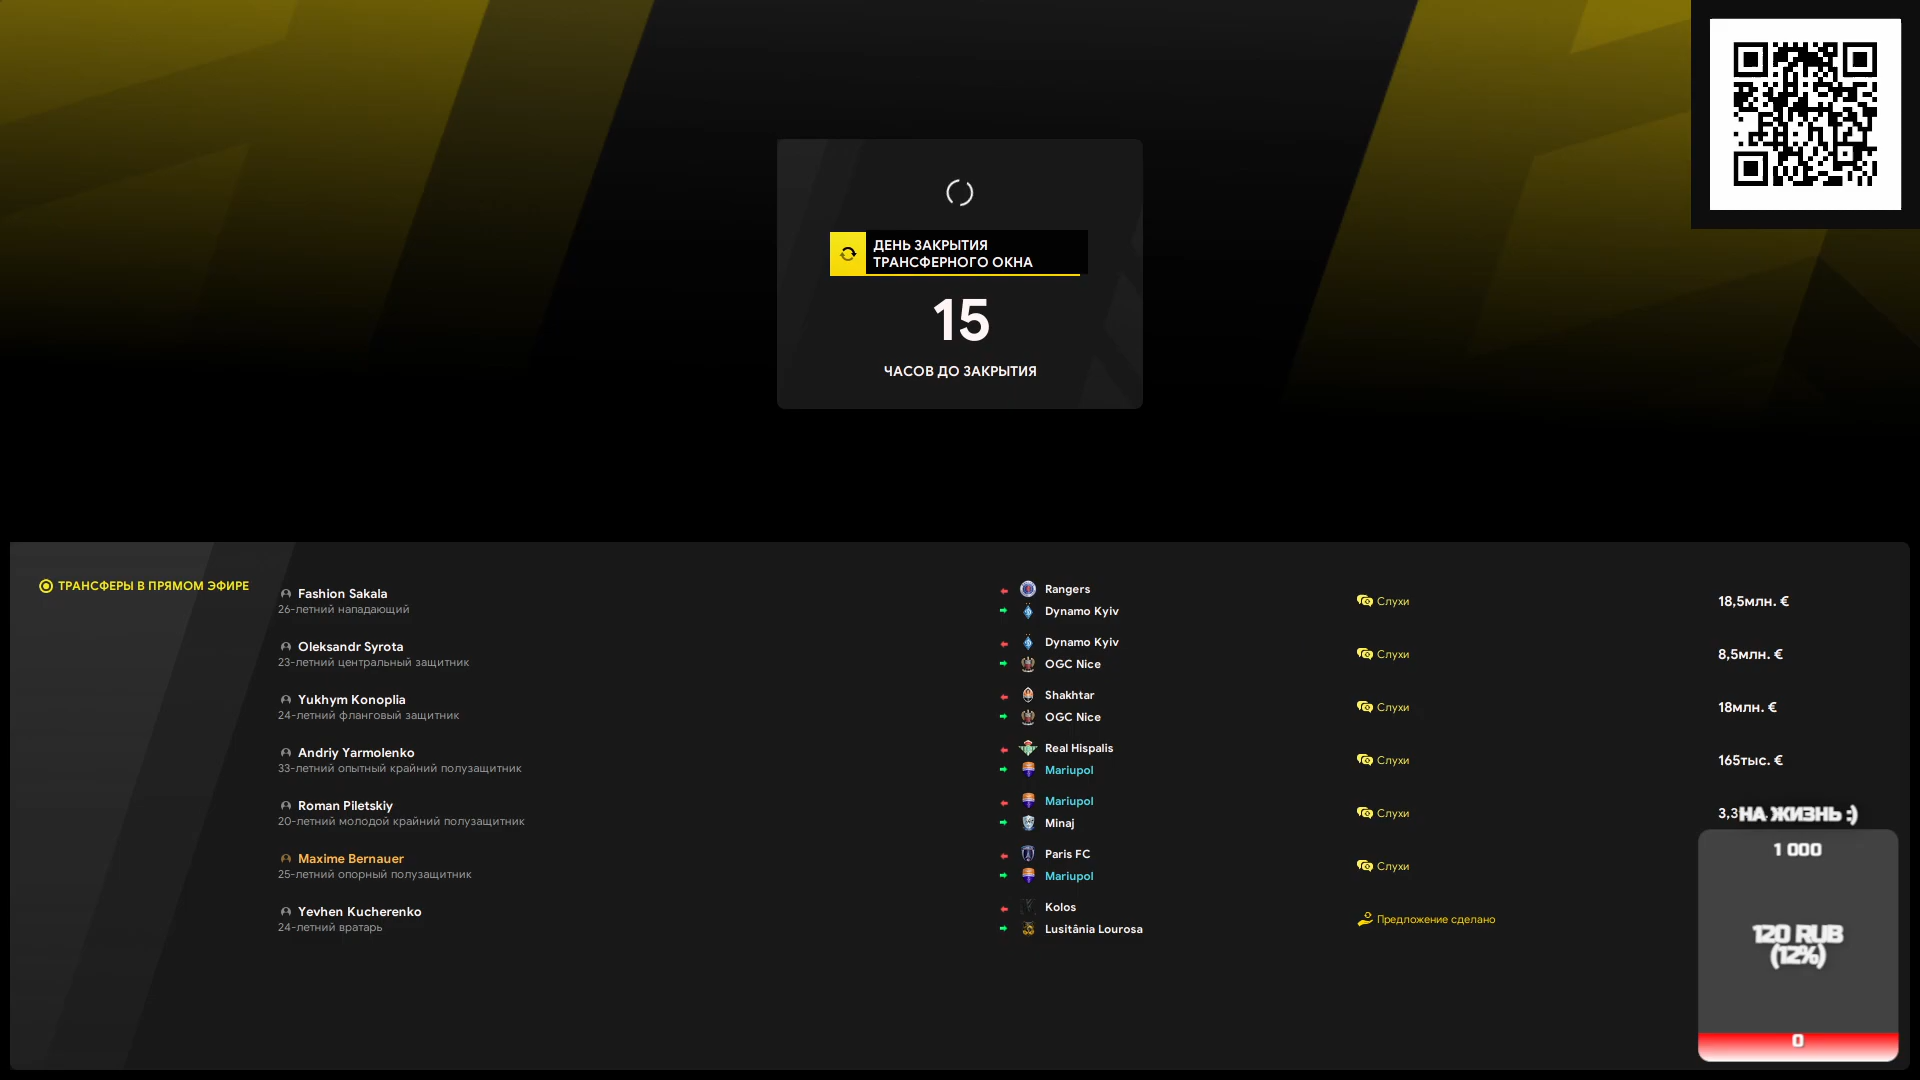 ДЕНЬ ЗАКРЫТИЯ
ТРАНСФЕРНОГО ОКНА
15
ЧАСОВ ДО ЗАКРЫТИЯ
ТРАНСФЕРЫ В ПРЯМОМ ЭФИРЕ
Fashion Sakala
26-летний нападающий
Rangers
Dynamo Kyiv
Слухи
18,5млн. €
Oleksandr Syrota
23-летний центральный защитник
Dynamo Kyiv
OGC Nice
Слухи
8,5млн. €
Yukhym Konoplia
24-летний фланговый защитник
Shakhtar
OGC Nice
Слухи
18млн. €
Andriy Yarmolenko
33-летний опытный крайний полузащитник
Real Hispalis
Mariupol
Слухи
165тыс. €
Roman Piletskiy
20-летний молодой крайний полузащитник
Mariupol
Minaj
Слухи
3,3
Maxime Bernauer
25-летний опорный полузащитник
Paris FC
Mariupol
Слухи
Yevhen Kucherenko
24-летний вратарь
Kolos
Lusitânia Lourosa
Предложение сделано
НА ЖИЗНЬ :)
1 000
120 RUB
(12%)
0